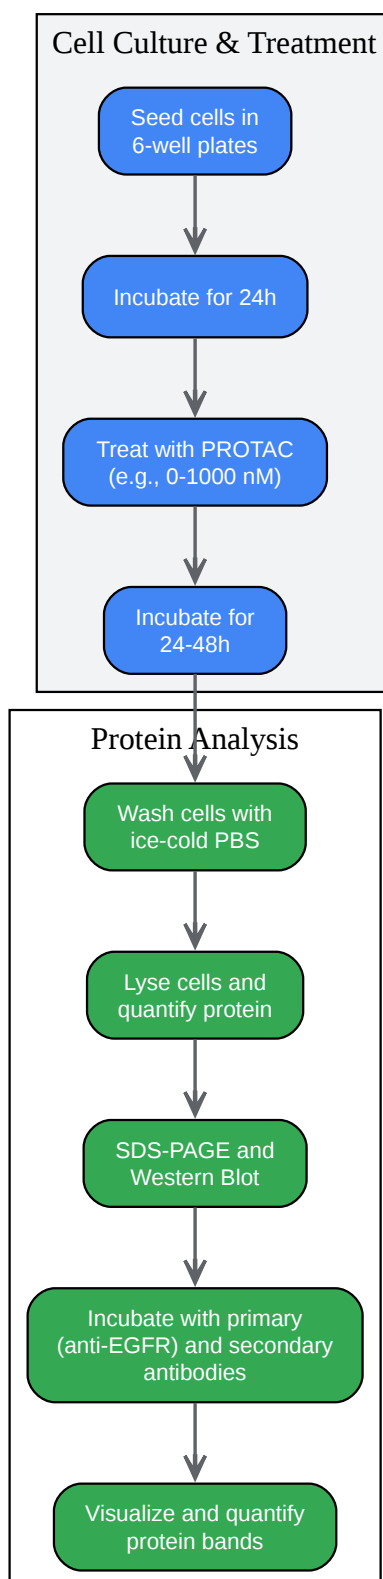 Cell Culture & Treatment
Seed cells in
6-well plates
Incubate for 24h
Treat with PROTAC
(e.g., 0-1000 nM)
Incubate for
24-48h
Protein Analysis
Wash cells with
ice-cold PBS
Lyse cells and
quantify protein
SDS-PAGE and
Western Blot
Incubate with primary
(anti-EGFR) and secondary
antibodies
Visualize and quantify
protein bands